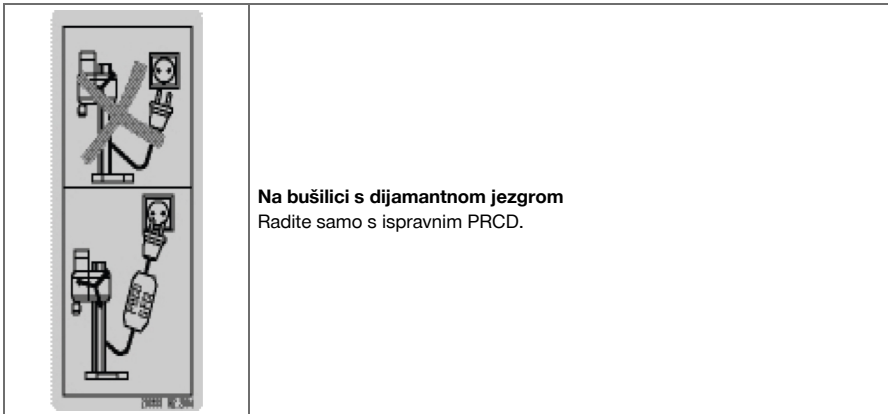 Na bušilici s dijamantnom jezgrom
Radite samo s ispravnim PRCD.